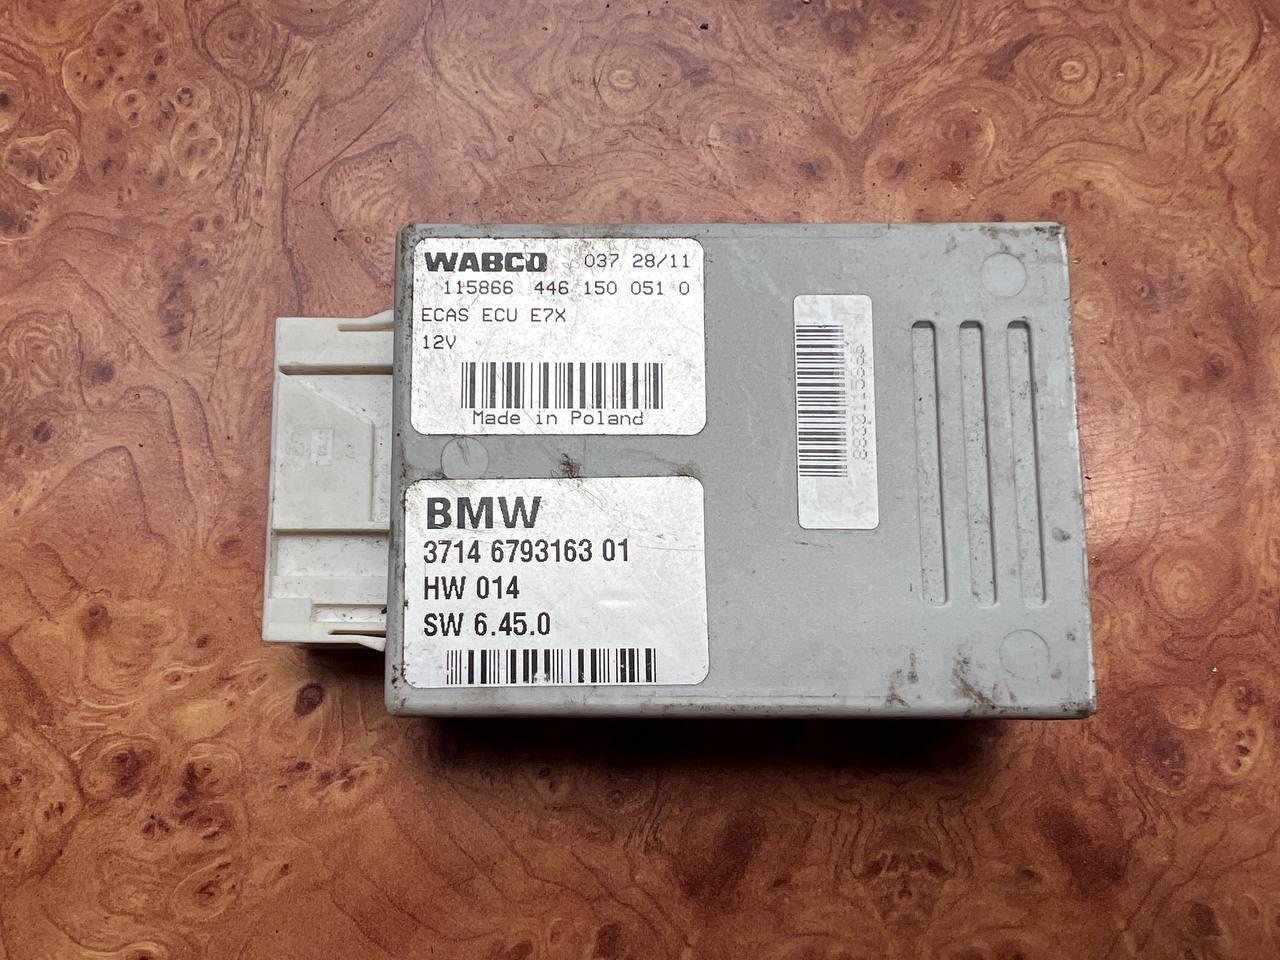 WABCO 037 28/11
115866 446 150 051 0
ECAS ECU E7X
12V
Made in Poland
BMW
3714 6793163 01
HW 014
SW 6.45.0